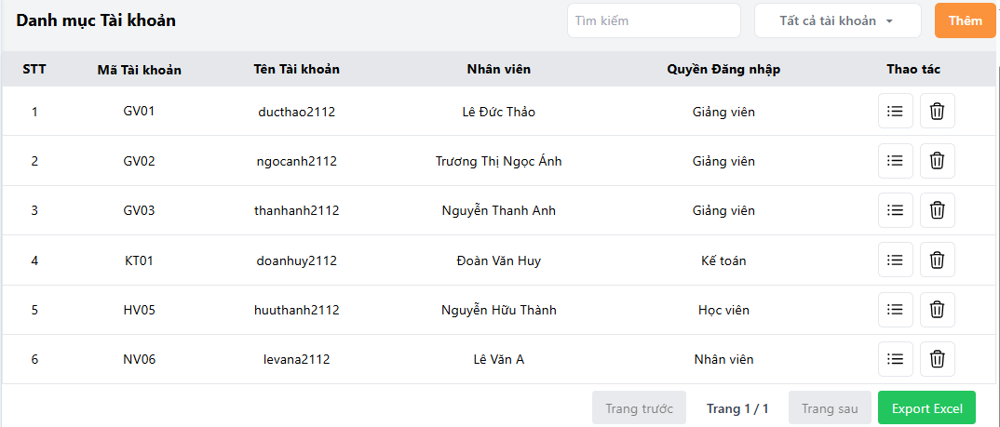 Danh mục Tài khoản Tìm kiếm Tất cả tài khoản Thêm
STT Mã Tài khoản Tên Tài khoản Nhân viên Quyền Đăng nhập Thao tác
1 GV01 ducthao2112 Lê Đức Thảo Giảng viên
2 GV02 ngocanh2112 Trương Thị Ngọc Ánh Giảng viên
3 GV03 thanhanh2112 Nguyễn Thanh Anh Giảng viên
4 KT01 doanhuy2112 Đoàn Văn Huy Kế toán
5 HV05 huuthanh2112 Nguyễn Hữu Thành Học viên
6 NV06 levana2112 Lê Văn A Nhân viên
Trang trước Trang 1 / 1 Trang sau Export Excel